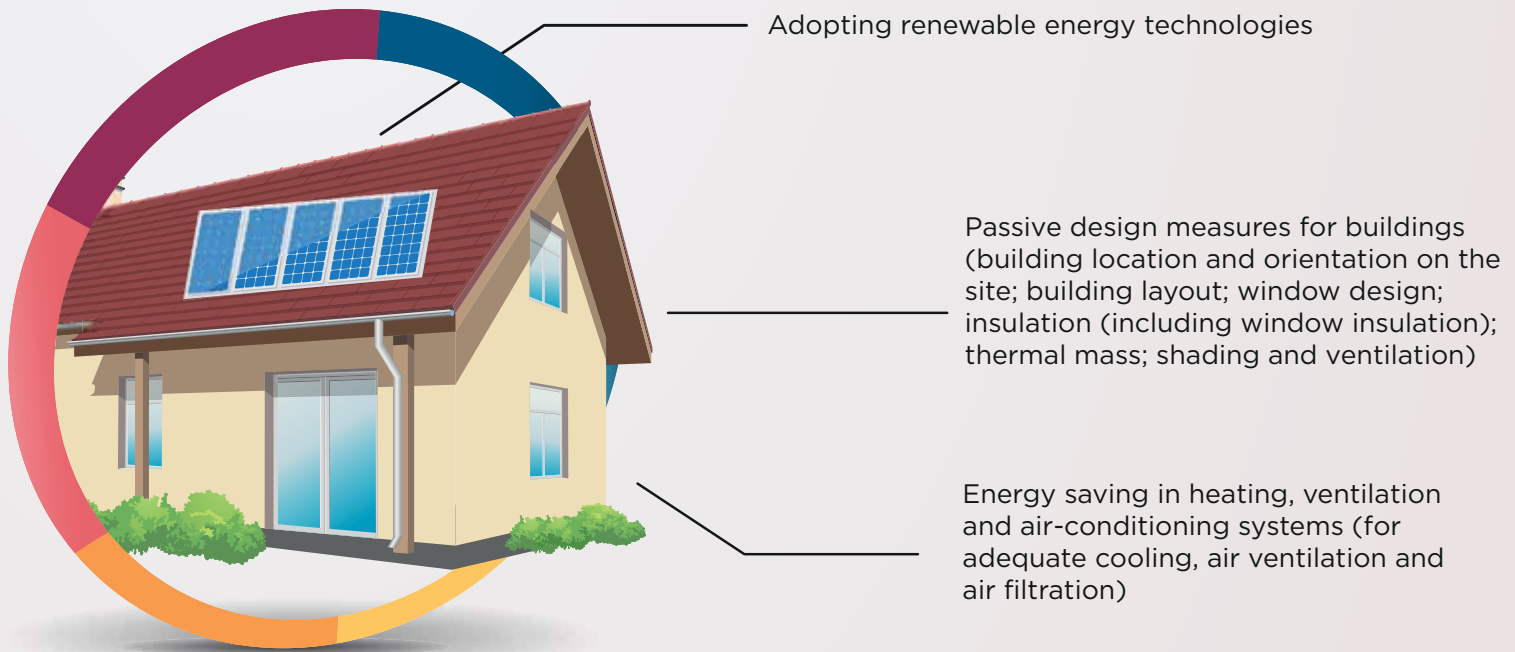 Adopting renewable energy technologies
Passive design measures for buildings
(building location and orientation on the
site; building layout; window design;
insulation (including window insulation);
thermal mass; shading and ventilation)
Energy saving in heating, ventilation
and air-conditioning systems (for
adequate cooling, air ventilation and
air filtration)